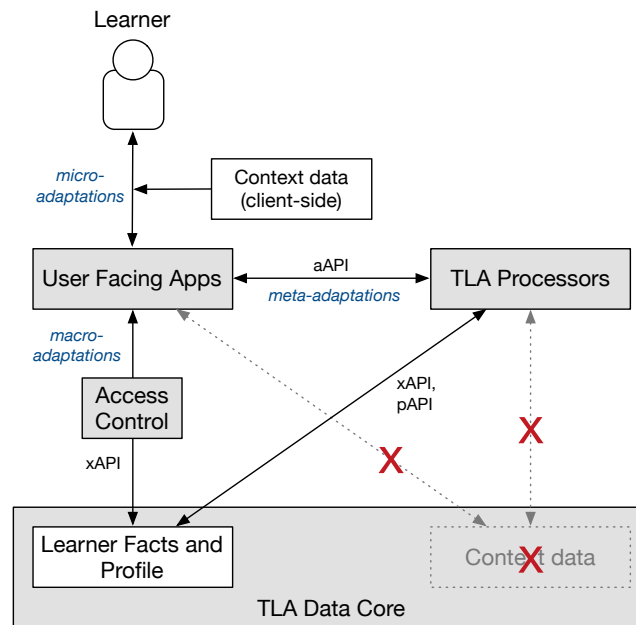 Learner
micro-
adaptations
Context data
(client-side)
User Facing Apps
aAPI
meta-adaptations
TLA Processors
macro-
adaptations
Access
Control
xAPI,
pAPI
xAPI
X
X
Learner Facts and
Profile
Context data
X
TLA Data Core